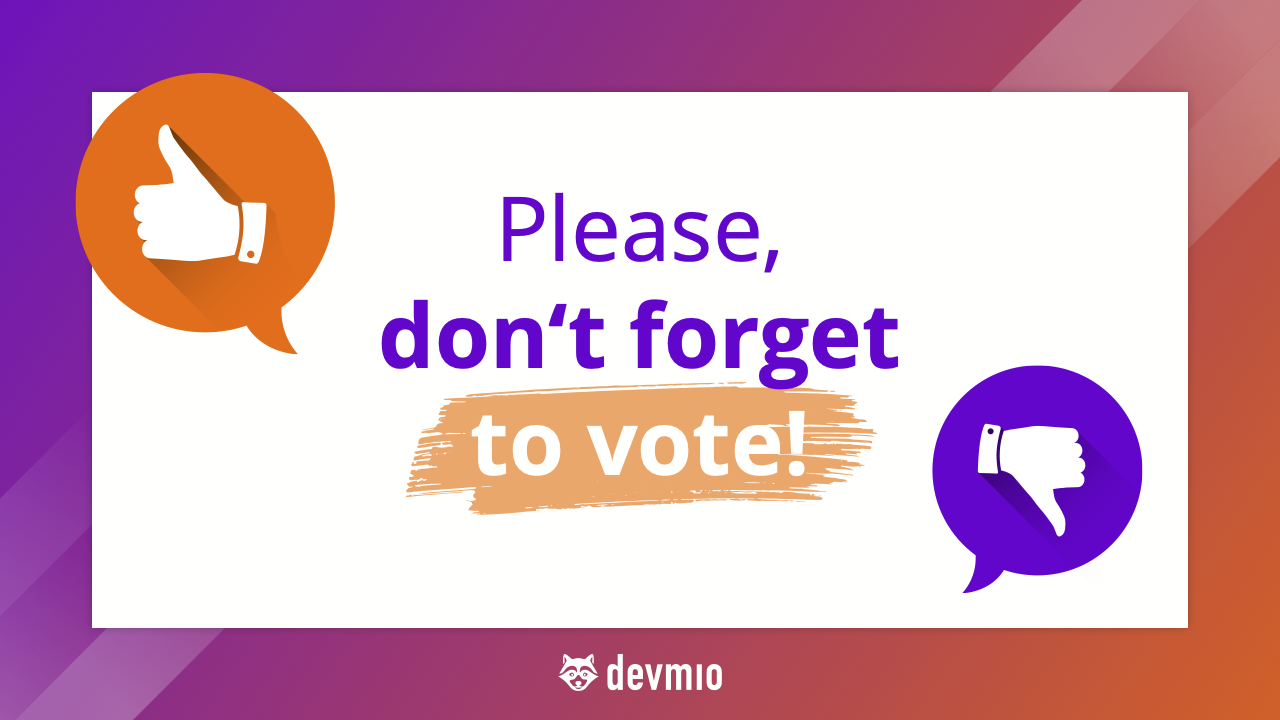 Please,
don‘t forget
to vote!
devmio